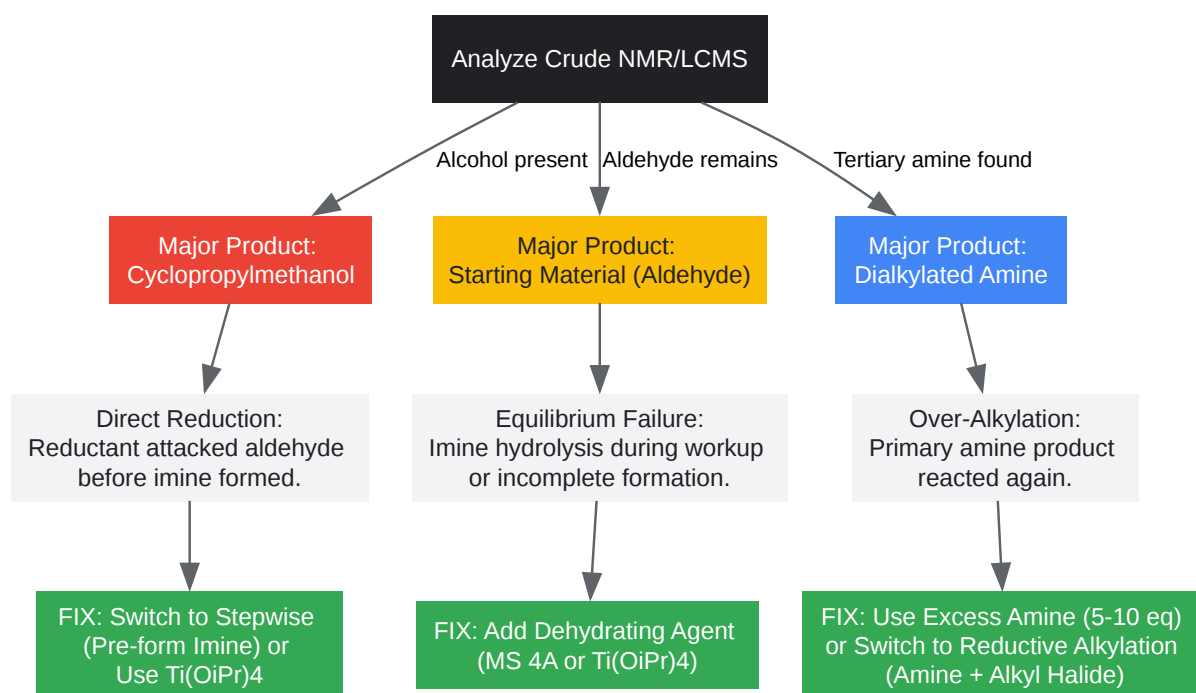 Analyze Crude NMR/LCMS
Alcohol present
Aldehyde remains
Tertiary amine found
Major Product:
Cyclopropylmethanol
Major Product:
Starting Material (Aldehyde)
Major Product:
Dialkylated Amine
Direct Reduction:
Reductant attacked aldehyde
before imine formed.
Equilibrium Failure:
Imine hydrolysis during workup
or incomplete formation.
Over-Alkylation:
Primary amine product
reacted again.
FIX: Switch to Stepwise
(Pre-form Imine) or
Use Ti(OiPr)4
FIX: Add Dehydrating Agent
(MS 4A or Ti(OiPr)4)
FIX: Use Excess Amine (5-10 eq)
or Switch to Reductive Alkylation
(Amine + Alkyl Halide)